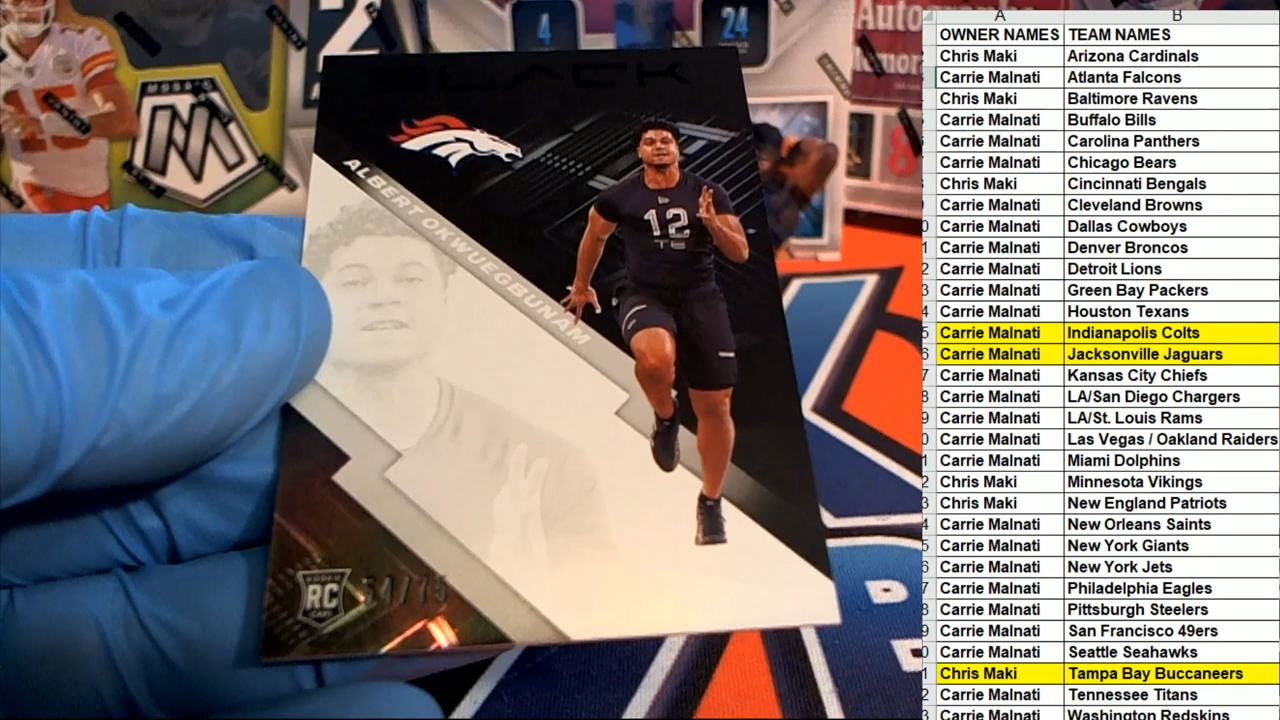 4
24
Autographs
MOSAIC
M
BLACK
ALBERT OKWUEGBUNAM
12
TE
ROOKIE
RC
CARD
54/75
A B
OWNER NAMES TEAM NAMES
Chris Maki Arizona Cardinals
Carrie Malnati Atlanta Falcons
Chris Maki Baltimore Ravens
Carrie Malnati Buffalo Bills
Carrie Malnati Carolina Panthers
Carrie Malnati Chicago Bears
Chris Maki Cincinnati Bengals
Carrie Malnati Cleveland Browns
Carrie Malnati Dallas Cowboys
Carrie Malnati Denver Broncos
Carrie Malnati Detroit Lions
Carrie Malnati Green Bay Packers
Carrie Malnati Houston Texans
Carrie Malnati Indianapolis Colts
Carrie Malnati Jacksonville Jaguars
Carrie Malnati Kansas City Chiefs
Carrie Malnati LA/San Diego Chargers
Carrie Malnati LA/St. Louis Rams
Carrie Malnati Las Vegas / Oakland Raiders
Carrie Malnati Miami Dolphins
Chris Maki Minnesota Vikings
Chris Maki New England Patriots
Carrie Malnati New Orleans Saints
Carrie Malnati New York Giants
Carrie Malnati New York Jets
Carrie Malnati Philadelphia Eagles
Carrie Malnati Pittsburgh Steelers
Carrie Malnati San Francisco 49ers
Carrie Malnati Seattle Seahawks
Chris Maki Tampa Bay Buccaneers
Carrie Malnati Tennessee Titans
Carrie Malnati Washington Redskins